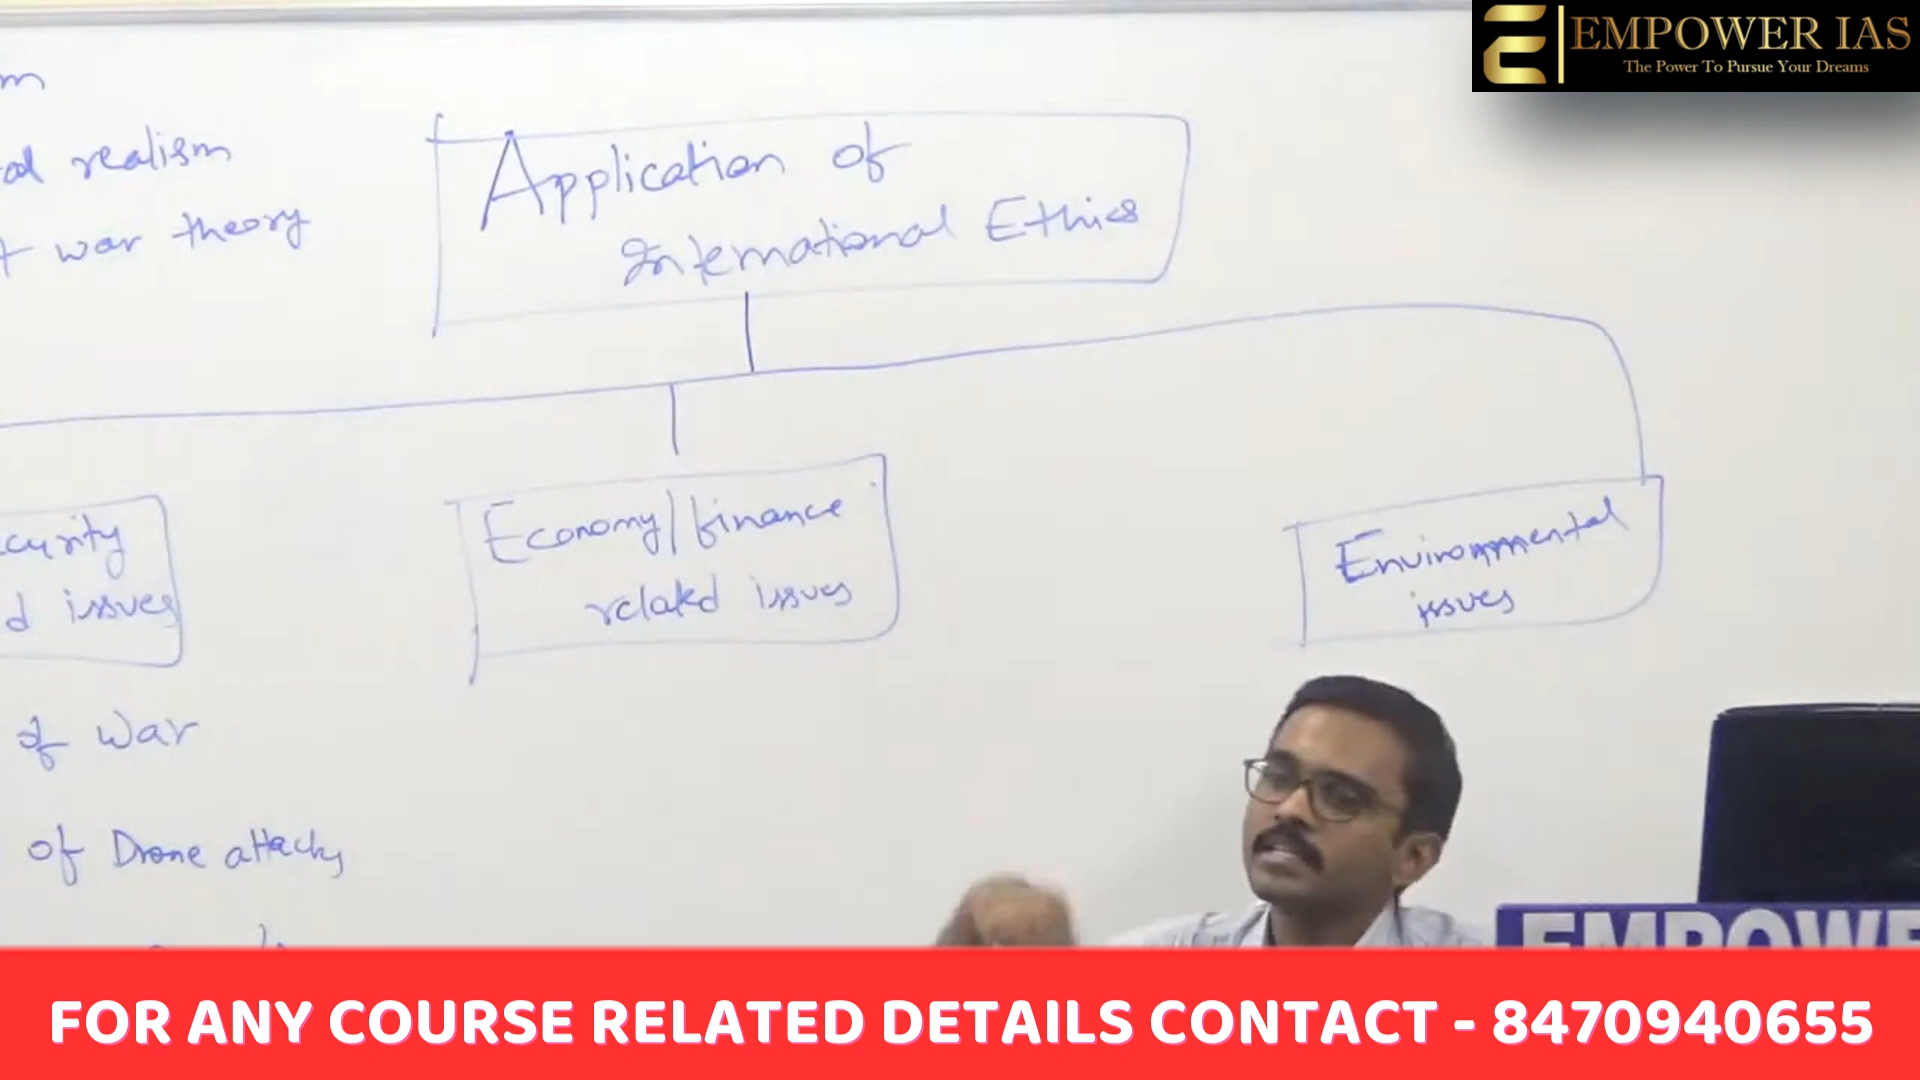 EMPOWER IAS
The Power To Pursue Your Dreams
realism
war theory
Application of
International Ethics
issues
Economy/finance
related issues
Environmental
issues
of War
of Drone attacks
FOR ANY COURSE RELATED DETAILS CONTACT - 8470940655